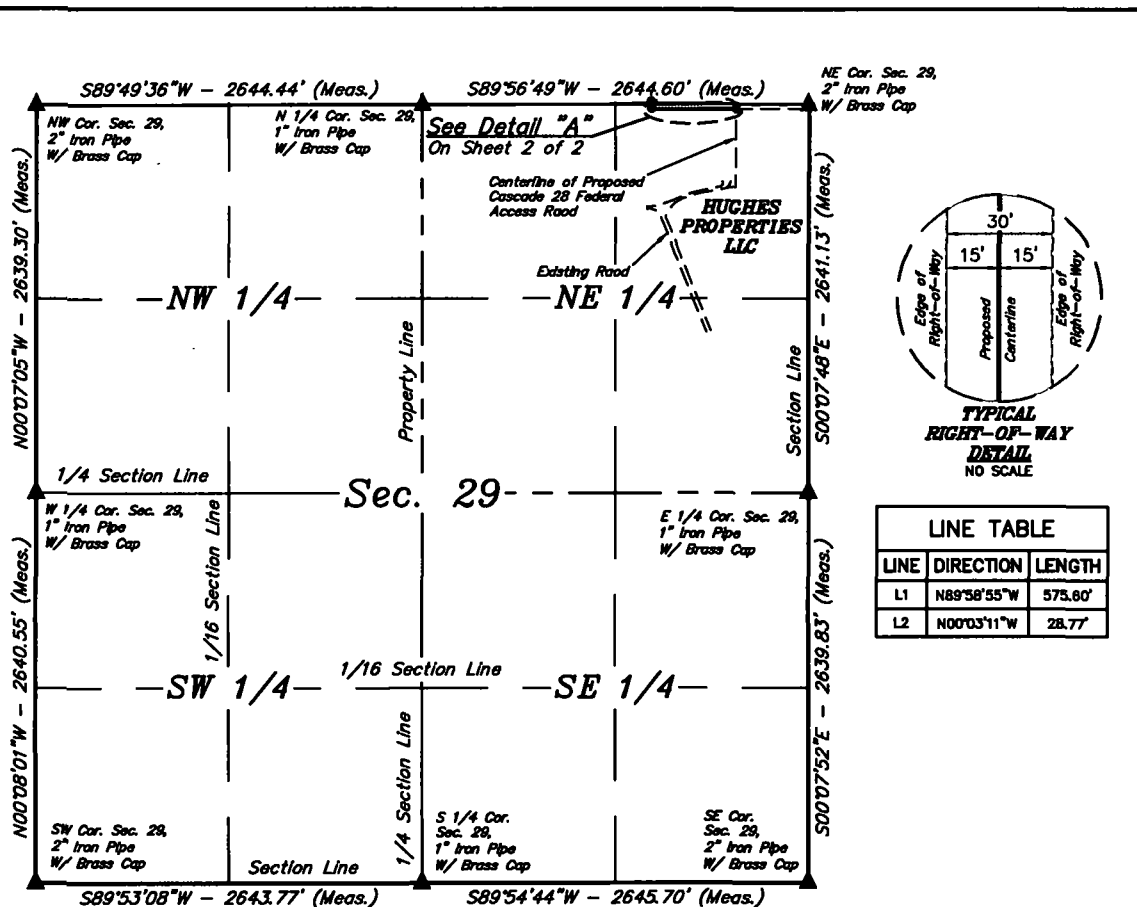 S89°49'36"W - 2644.44' (Meas.)
S89°56'49"W - 2644.60' (Meas.)
NE Cor. Sec. 29,
2" Iron Pipe
W/ Brass Cap
NW Cor. Sec. 29,
2" Iron Pipe
W/ Brass Cap
N 1/4 Cor. Sec. 29,
1" Iron Pipe
W/ Brass Cap
See Detail "A"
On Sheet 2 of 2
Centerline of Proposed
Cascade 28 Federal
Access Raod
HUGHES
PROPERTIES
LLC
Existing Raod
N00°07'05"W - 2639.30' (Meas.)
NW 1/4
NE 1/4
Property Line
Section Line
S00°07'48"E - 2641.13' (Meas.)
30'
15'
15'
Edge of
Right-of-Way
Proposed
Centerline
Edge of
Right-of-Way
TYPICAL
RIGHT-OF-WAY
DETAIL
NO SCALE
1/4 Section Line
Sec. 29
W 1/4 Cor. Sec. 29,
1" Iron Pipe
W/ Brass Cap
E 1/4 Cor. Sec. 29,
1" Iron Pipe
W/ Brass Cap
LINE TABLE
LINE DIRECTION LENGTH
L1 N89°58'55"W 575.60'
L2 N00°03'11"W 28.77'
N00°08'01"W - 2640.55' (Meas.)
1/16 Section Line
1/16 Section Line
SW 1/4
SE 1/4
S00°07'52"E - 2639.83' (Meas.)
1/4 Section Line
SW Cor. Sec. 29,
2" Iron Pipe
W/ Brass Cap
Section Line
S 1/4 Cor.
Sec. 29,
1" Iron Pipe
W/ Brass Cap
SE Cor.
Sec. 29,
2" Iron Pipe
W/ Brass Cap
S89°53'08"W - 2643.77' (Meas.)
S89°54'44"W - 2645.70' (Meas.)